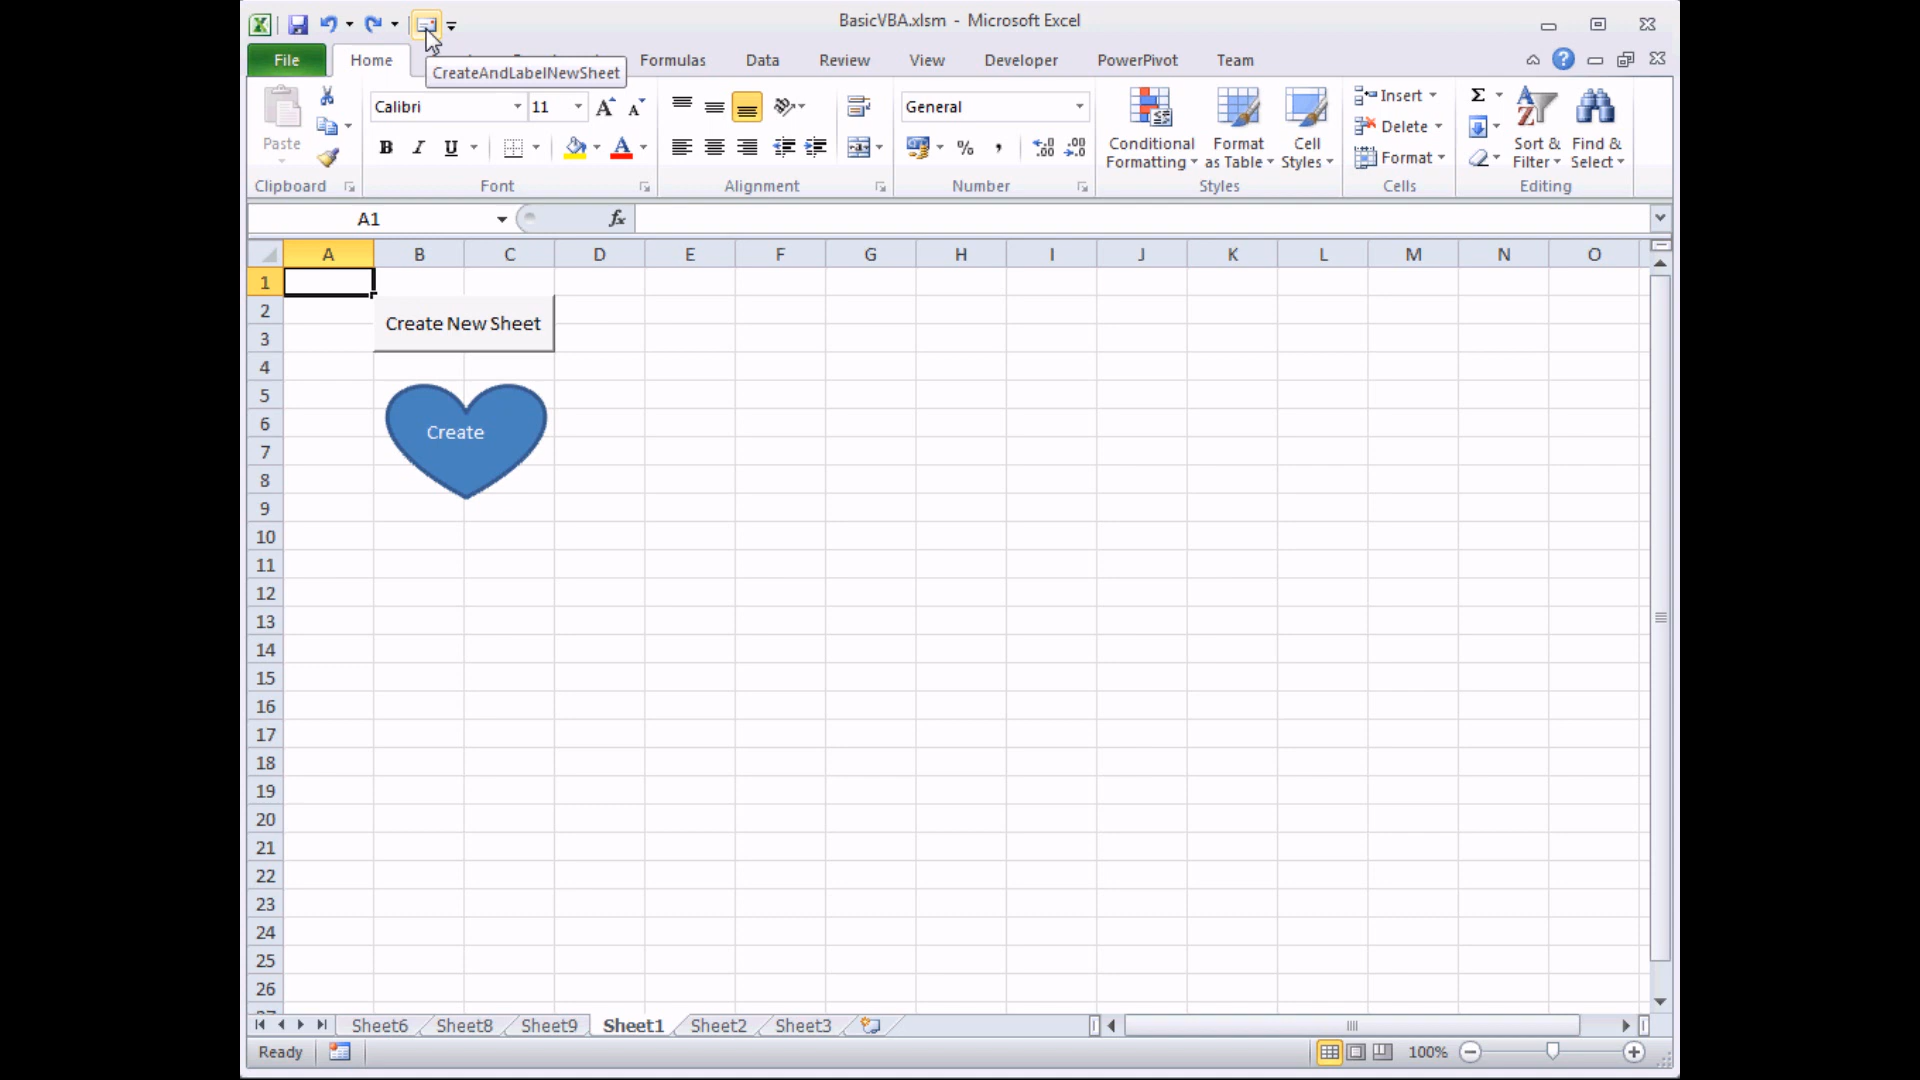 BasicVBA.xlsm - Microsoft Excel
File Home Formulas Data Review View Developer PowerPivot Team
CreateAndLabelNewSheet
Paste
Clipboard
Calibri 11
B I U
Font
Alignment
General
Number
Conditional Formatting
Format as Table
Cell Styles
Styles
Insert
Delete
Format
Cells
Sort & Filter
Find & Select
Editing
A1 fx
A B C D E F G H I J K L M N O
1
2
3
4
5
6
7
8
9
10
11
12
13
14
15
16
17
18
19
20
21
22
23
24
25
26
Create New Sheet
Create
Sheet6 Sheet8 Sheet9 Sheet1 Sheet2 Sheet3
Ready 100%